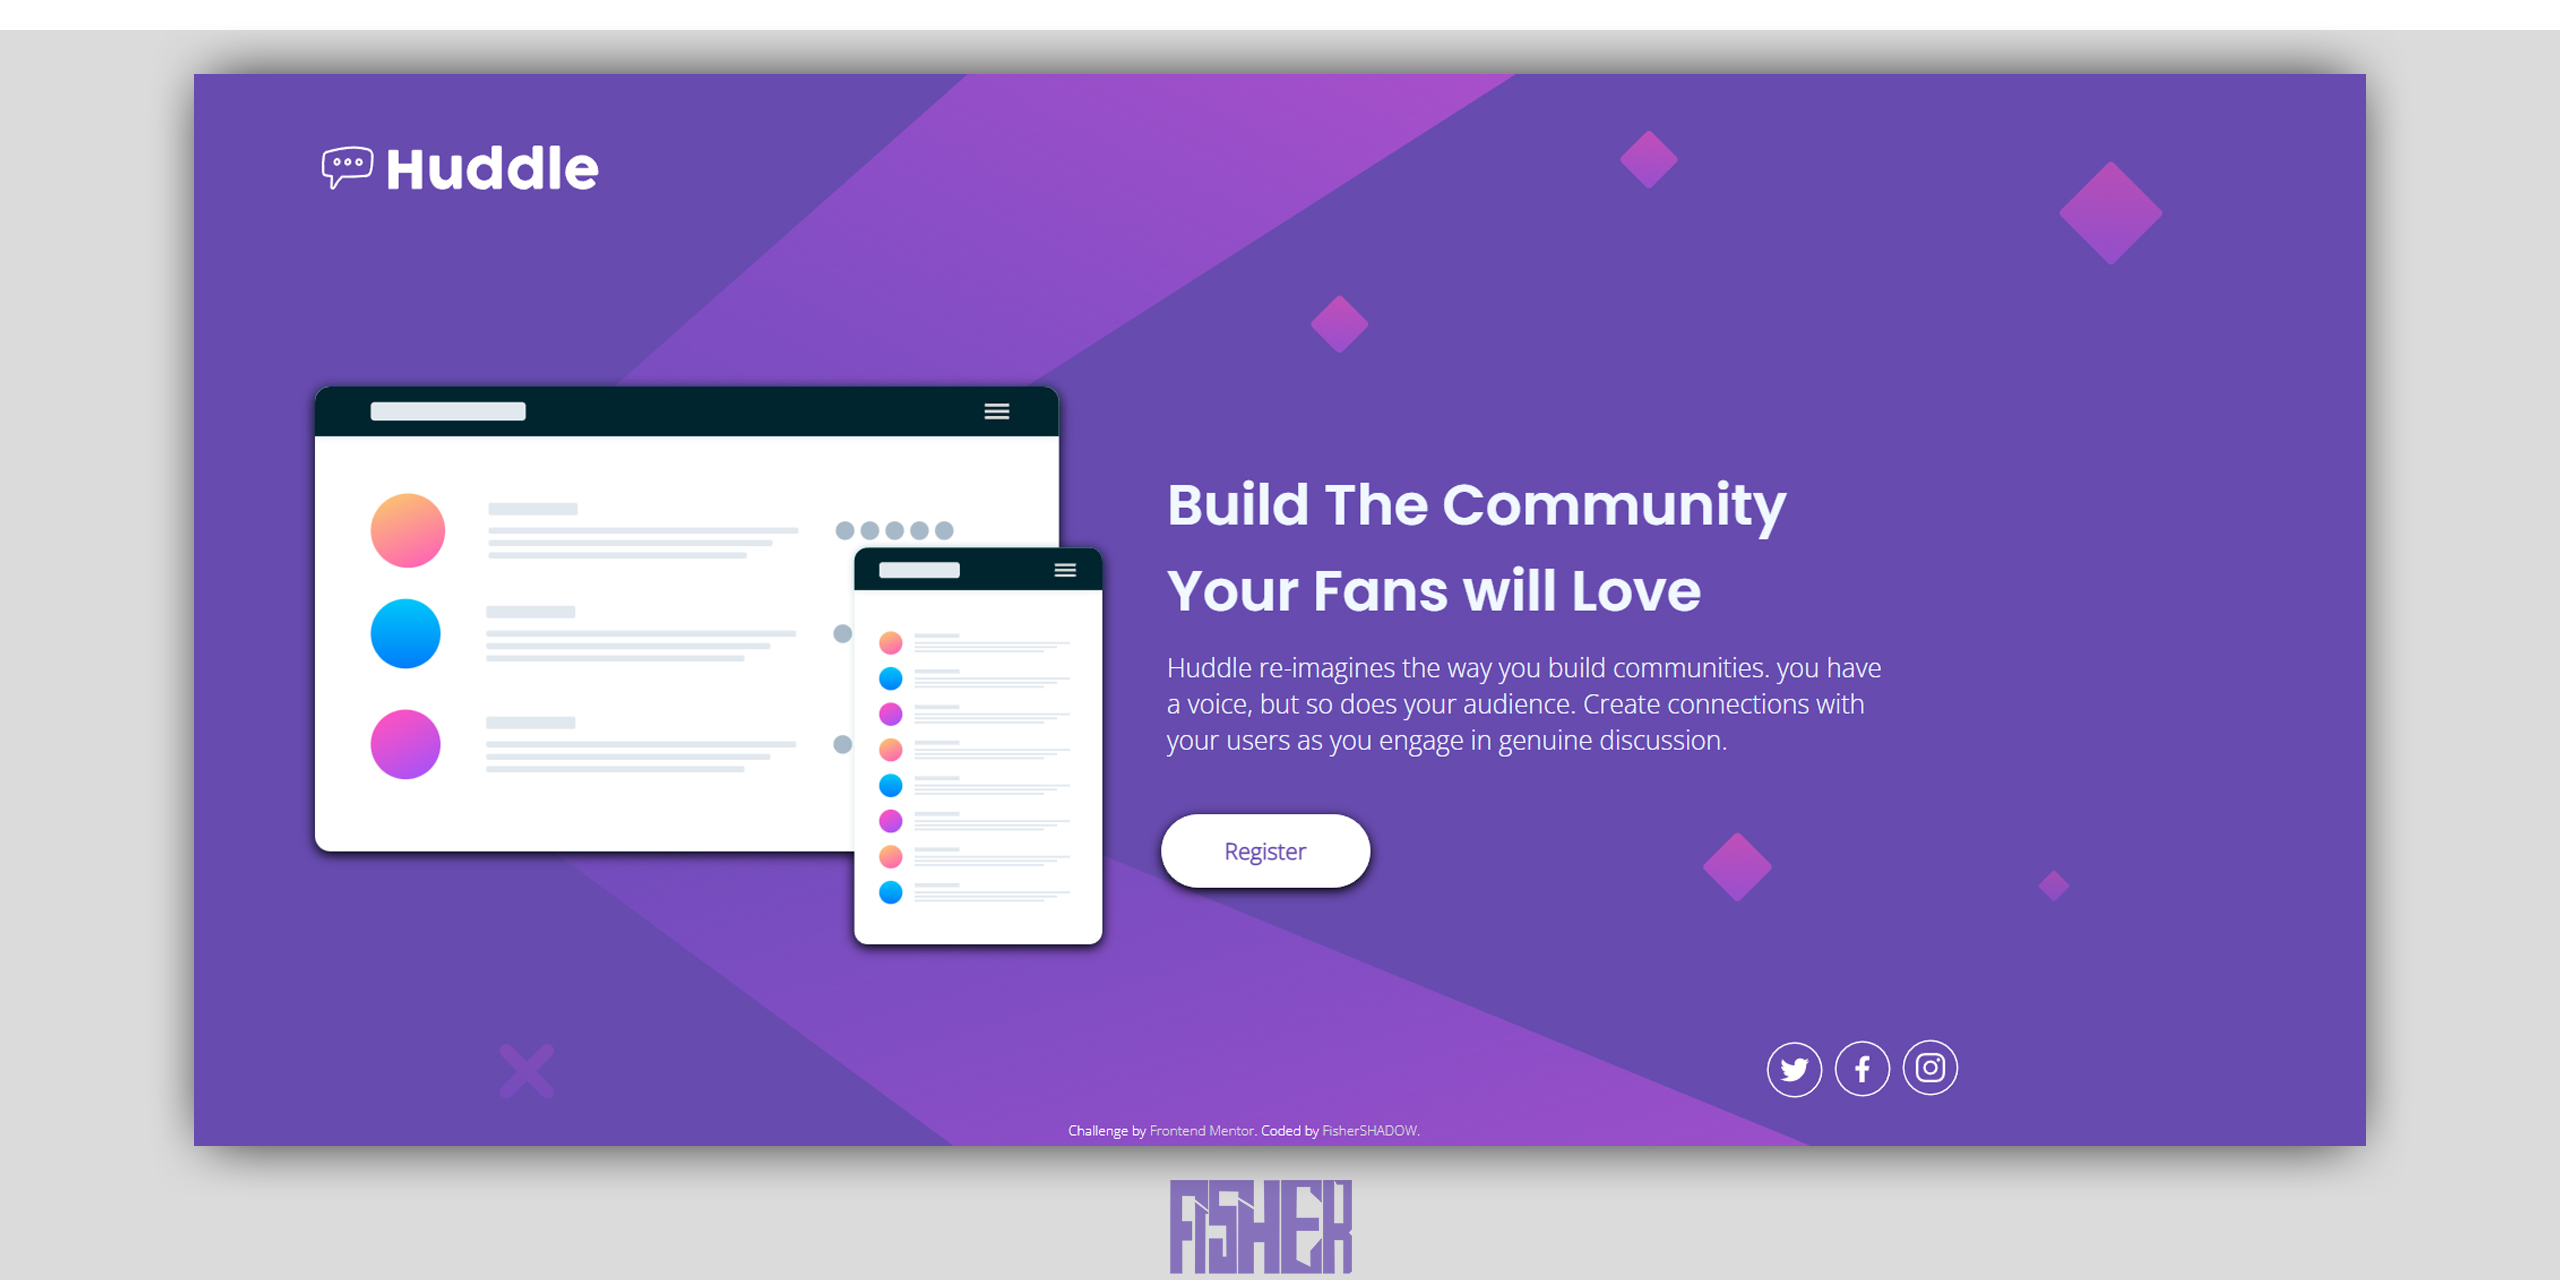 Huddle
Build The Community
Your Fans will Love
Huddle re-imagines the way you build communities. you have
a voice, but so does your audience. Create connections with
your users as you engage in genuine discussion.
Register
Challenge by Frontend Mentor. Coded by FisherSHADOW.
FiSHER